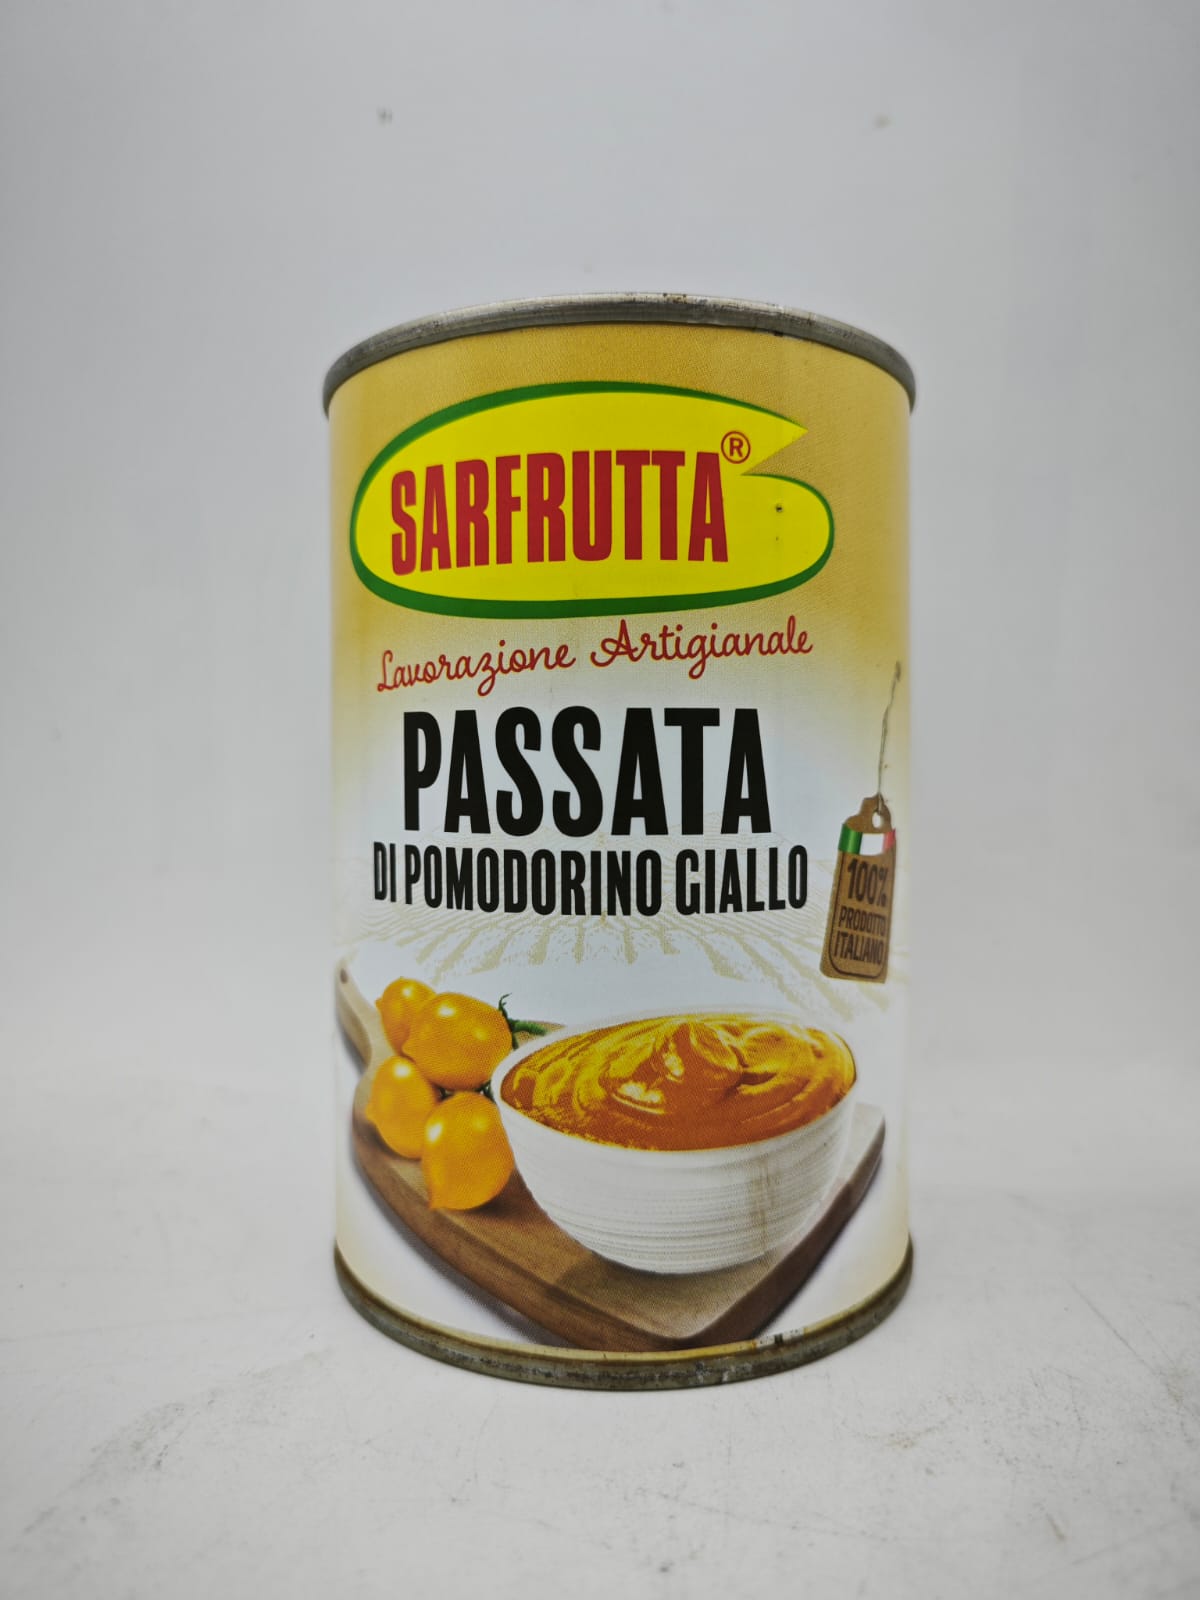 SARFRUTTA®
Lavorazione Artigianale
PASSATA
DI POMODORINO GIALLO
100%
PRODOTTO
ITALIANO